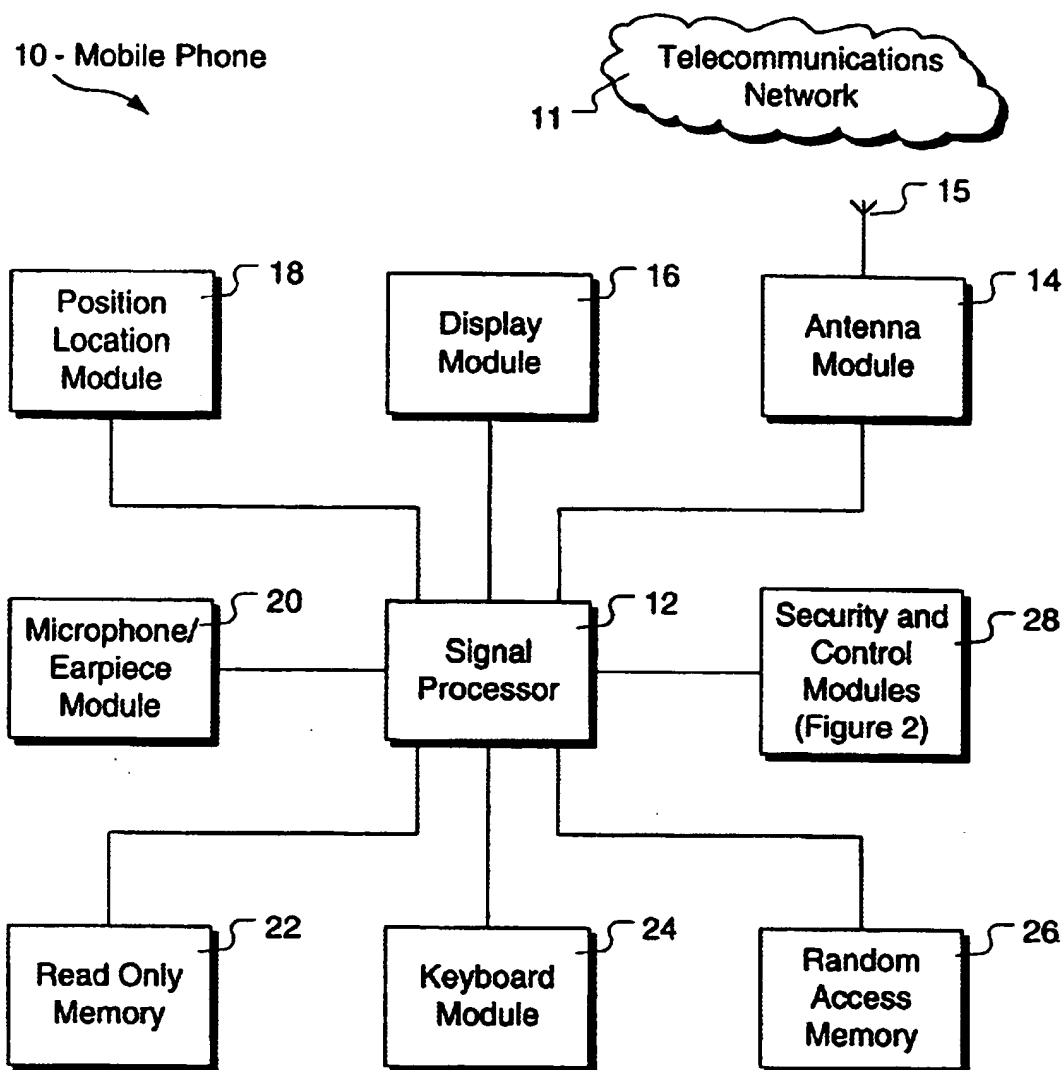 10 - Mobile Phone
Telecommunications
Network
11
15
18
Position
Location
Module
16
Display
Module
14
Antenna
Module
20
Microphone/
Earpiece
Module
12
Signal
Processor
28
Security and
Control
Modules
(Figure 2)
22
Read Only
Memory
24
Keyboard
Module
26
Random
Access
Memory